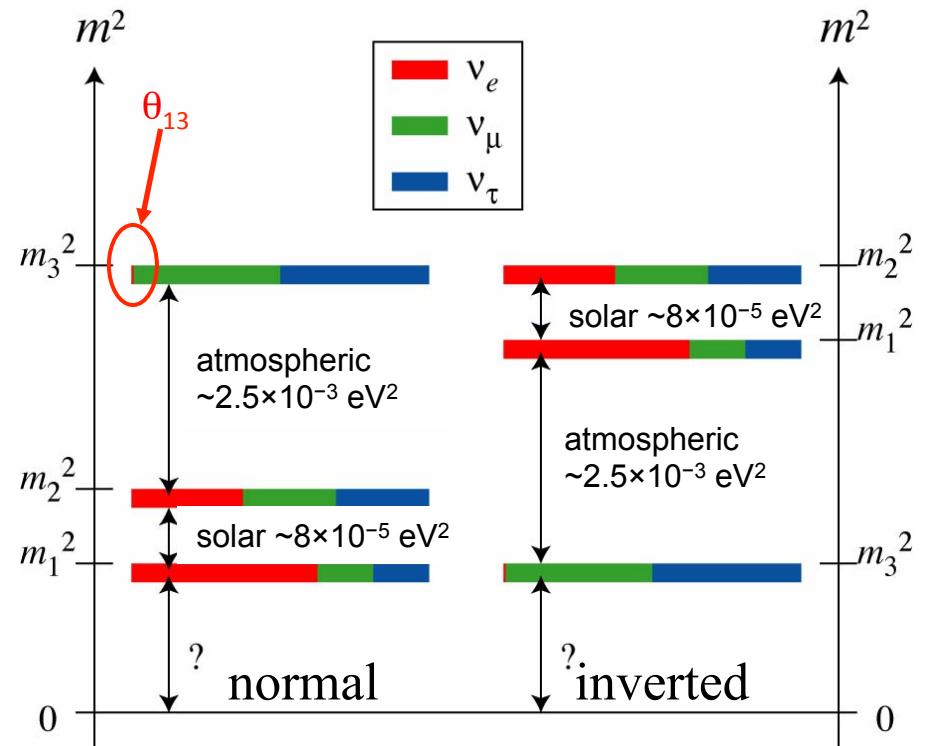 m²
m²
νe
νμ
ντ
θ13
m3²
m2²
m1²
atmospheric
~2.5×10⁻³ eV²
solar ~8×10⁻⁵ eV²
?
normal
0
m2²
solar ~8×10⁻⁵ eV²
m1²
atmospheric
~2.5×10⁻³ eV²
m3²
?
inverted
0